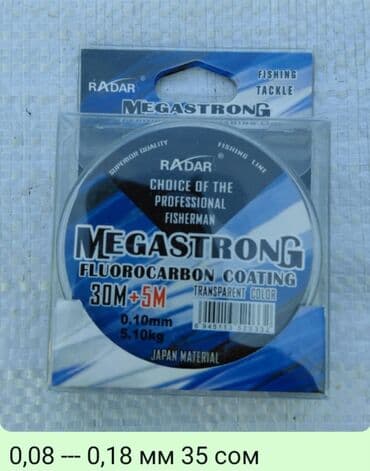 RADAR
FISHING
TACKLE
MEGASTRONG
SUPERIOR QUALITY
FISHING LINE
RADAR
CHOICE OF THE
PROFESSIONAL
FISHERMAN
MEGASTRONG
FLUOROCARBON COATING
30M+5M
TRANSPARENT COLOR
0.10mm
5.10kg
JAPAN MATERIAL
0,08 --- 0,18 мм 35 сом